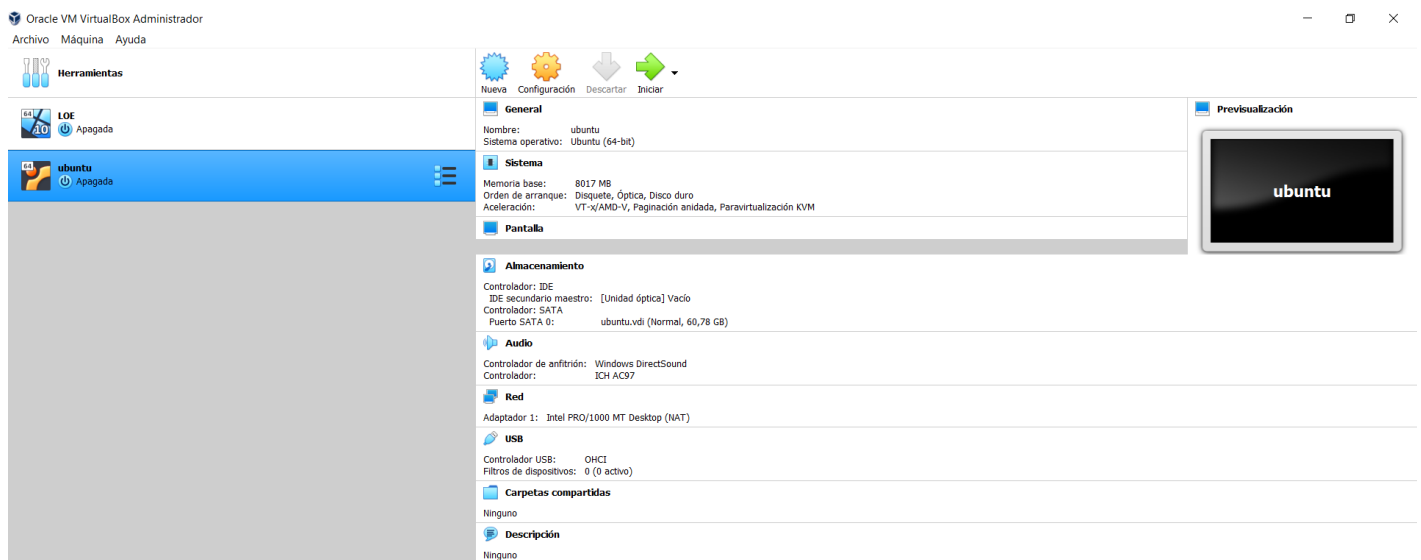 Oracle VM VirtualBox Administrador
Archivo Máquina Ayuda
Herramientas
64
10
LOE
Apagada
64
ubuntu
Apagada
Nueva Configuración Descartar Iniciar
General
Nombre: ubuntu
Sistema operativo: Ubuntu (64-bit)
Sistema
Memoria base: 8017 MB
Orden de arranque: Disquete, Óptica, Disco duro
Aceleración: VT-x/AMD-V, Paginación anidada, Paravirtualización KVM
Pantalla
Previsualización
ubuntu
Almacenamiento
Controlador: IDE
IDE secundario maestro: [Unidad óptica] Vacío
Controlador: SATA
Puerto SATA 0: ubuntu.vdi (Normal, 60,78 GB)
Audio
Controlador de anfitrión: Windows DirectSound
Controlador: ICH AC97
Red
Adaptador 1: Intel PRO/1000 MT Desktop (NAT)
USB
Controlador USB: OHCI
Filtros de dispositivos: 0 (0 activo)
Carpetas compartidas
Ninguno
Descripción
Ninguno